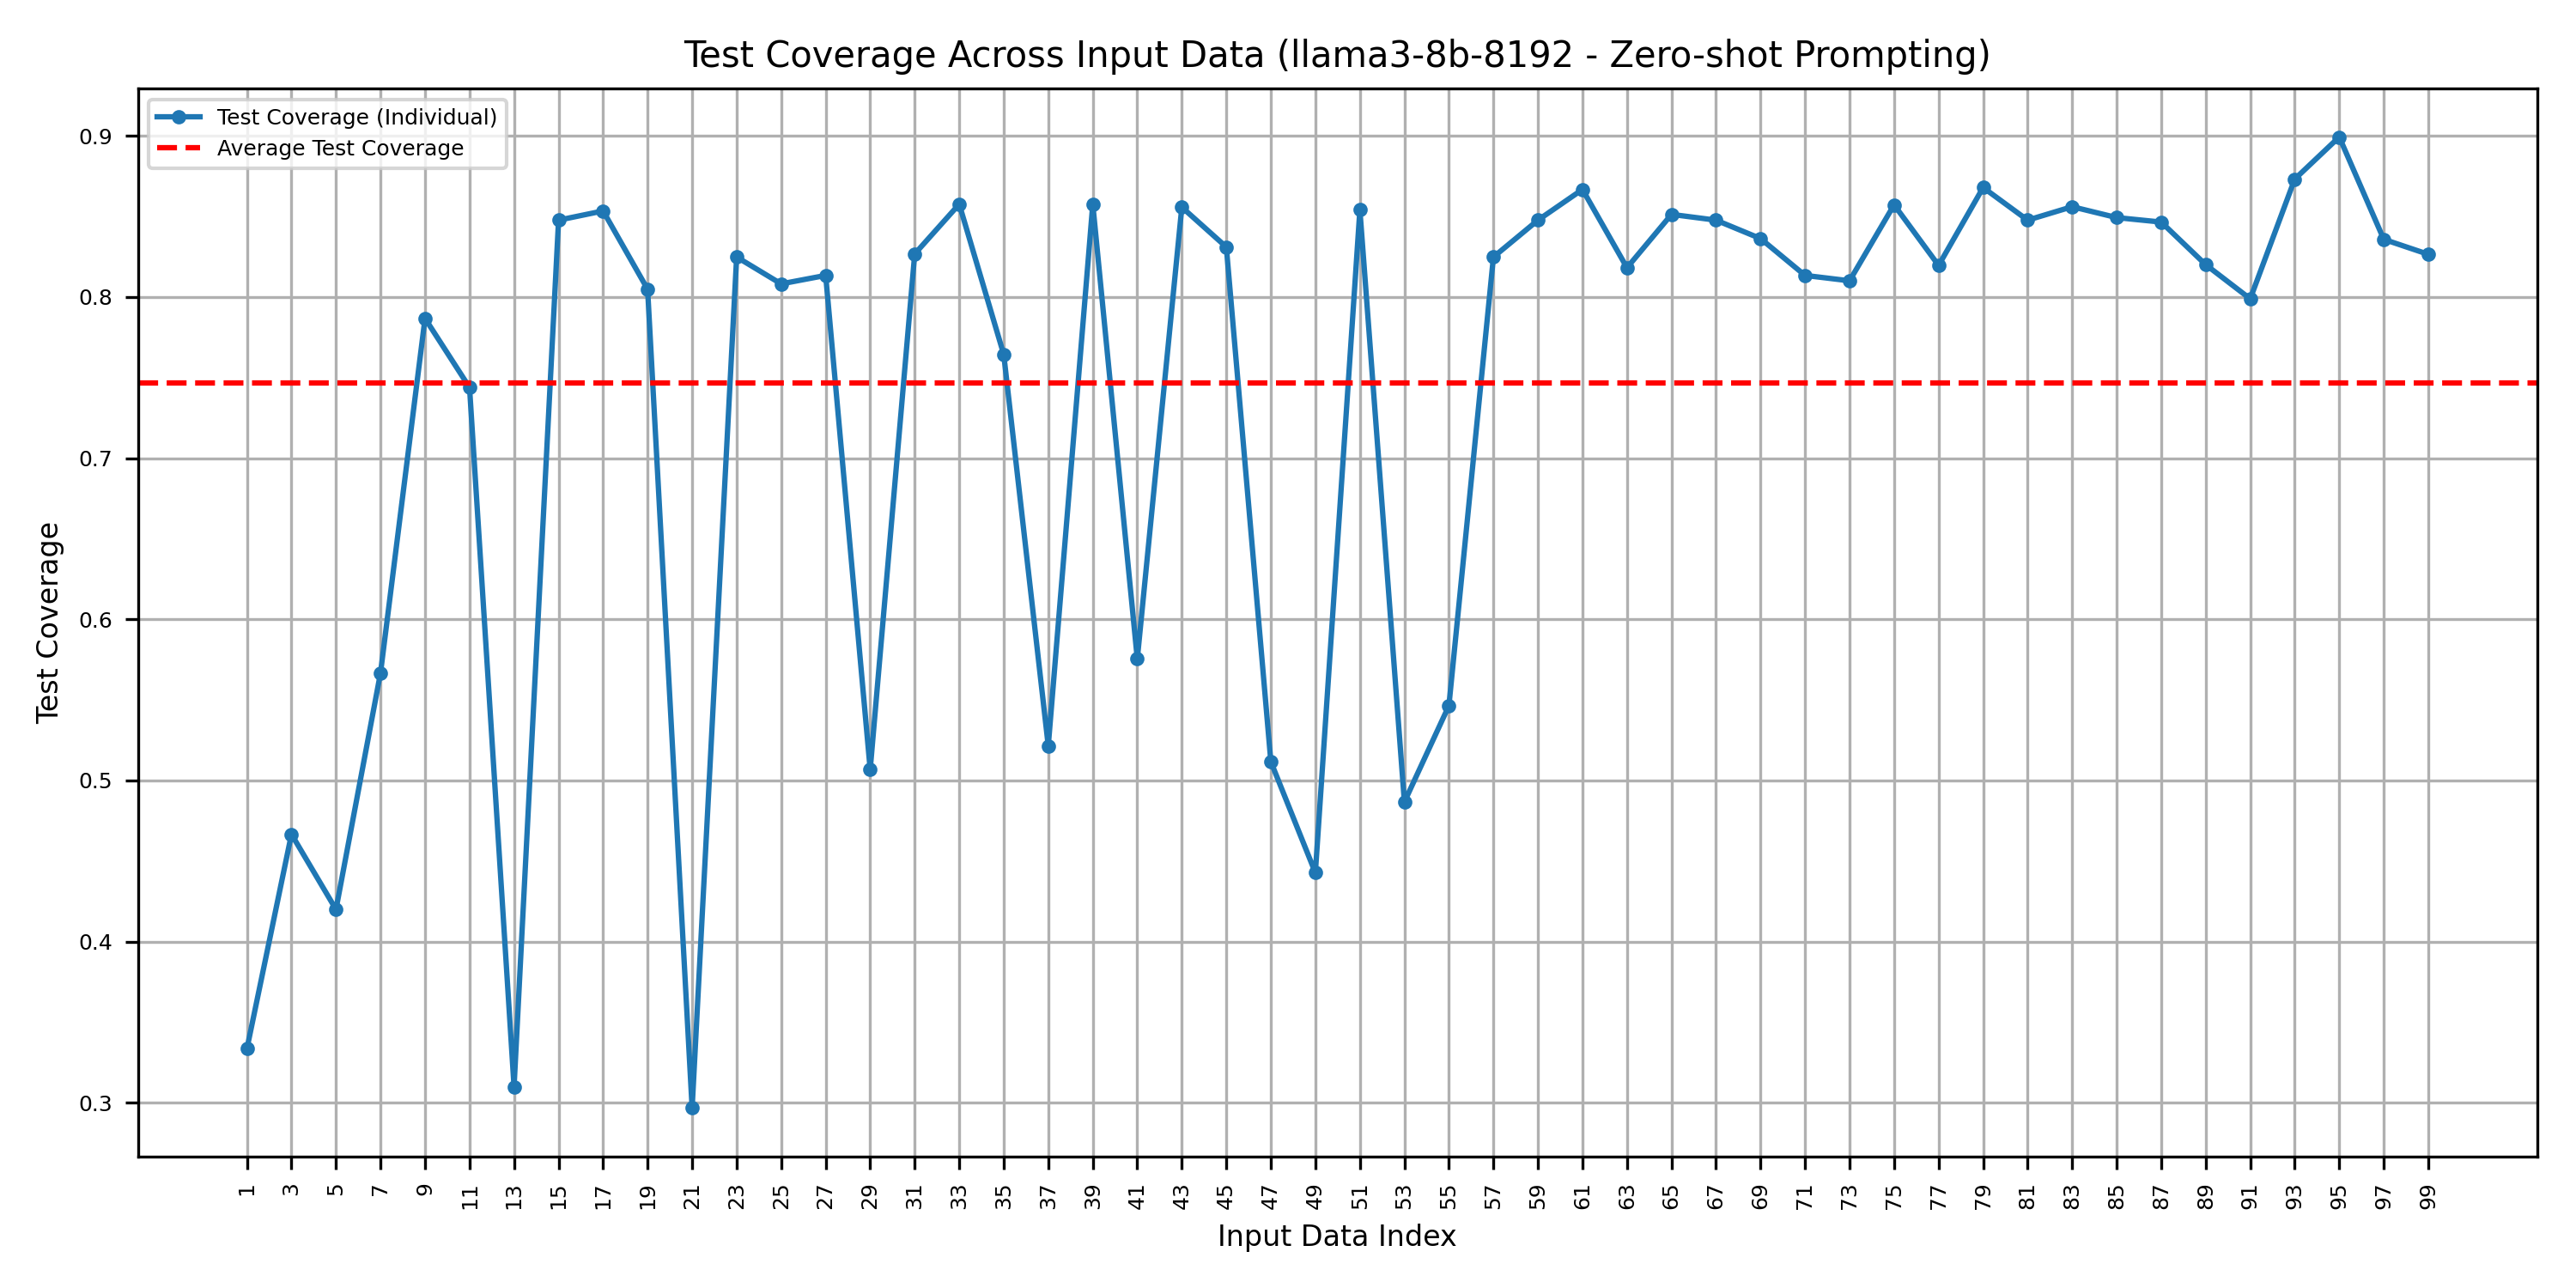 Test Coverage Across Input Data (llama3-8b-8192 - Zero-shot Prompting)
Test Coverage (Individual)
Average Test Coverage
Test Coverage
0.9
0.8
0.7
0.6
0.5
0.4
0.3
1 3 5 7 9 11 13 15 17 19 21 23 25 27 29 31 33 35 37 39 41 43 45 47 49 51 53 55 57 59 61 63 65 67 69 71 73 75 77 79 81 83 85 87 89 91 93 95 97 99
Input Data Index